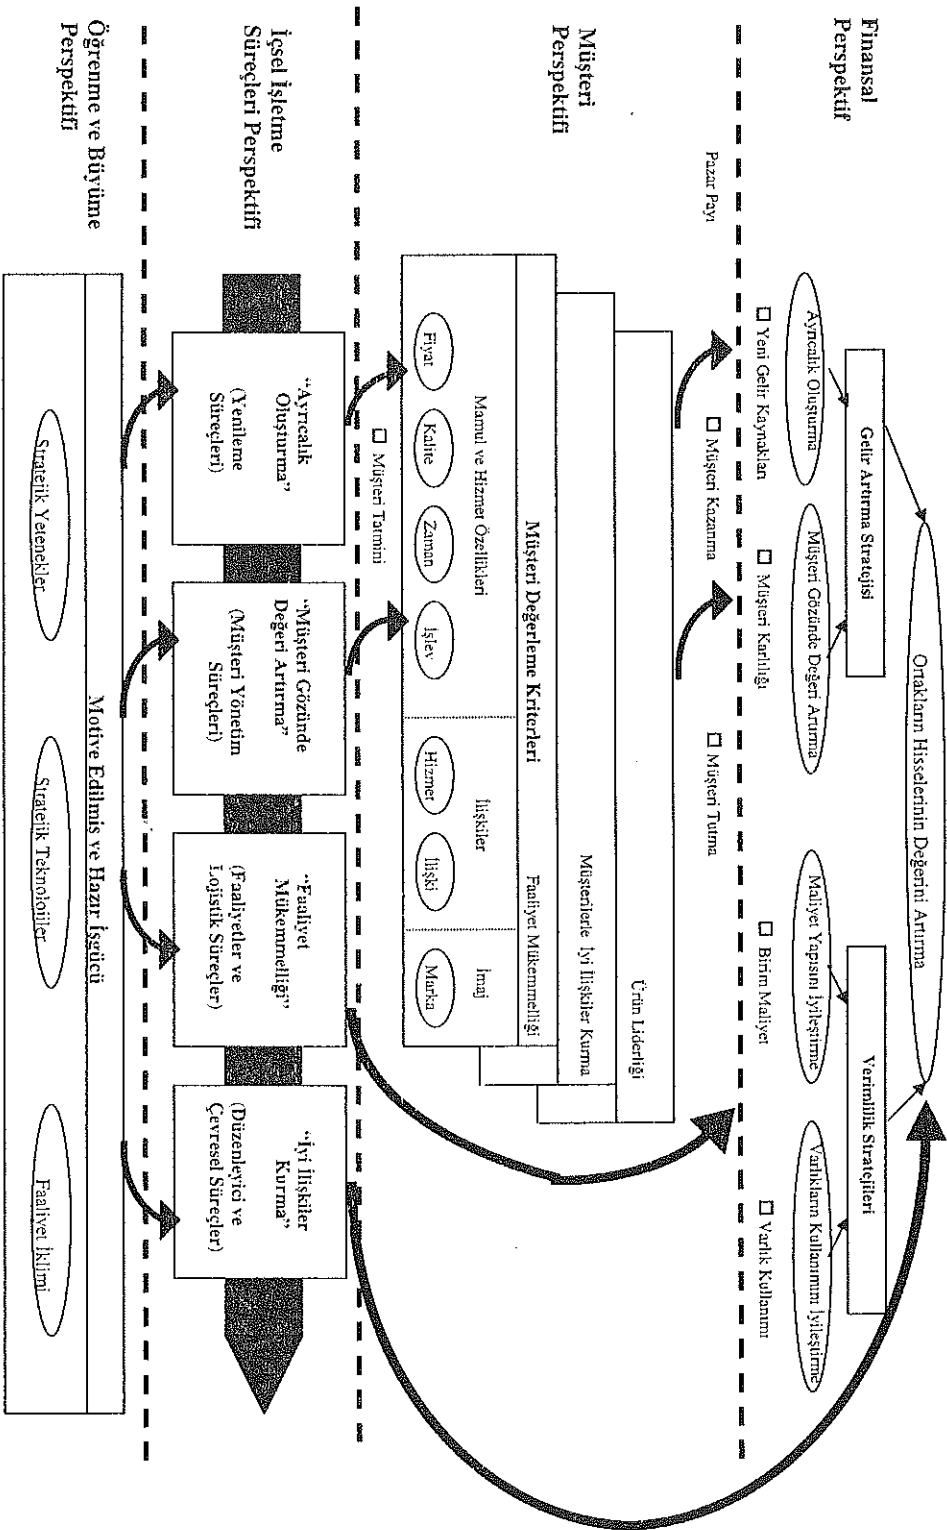 Finansal
Perspektif
Ortakların Hisselerinin Değerini Artırma
Gelir Artırma Stratejisi
Verimlilik Stratejileri
Ayrıcalık Oluşturma
Müşteri Gözünde Değeri Artırma
Maliyet Yapısını İyileştirme
Varlıkların Kullanımını İyileştirme
Yeni Gelir Kaynakları
Müşteri Karlılığı
Birim Maliyet
Varlık Kullanımı
Müşteri
Perspektifi
Pazar Payı
Müşteri Kazanma
Müşteri Tutma
Ürün Liderliği
Müşterilerle İyi İlişkiler Kurma
Müşteri Değerleme Kriterleri
Faaliyet Mükemmelliği
Mamul ve Hizmet Özellikleri
İlişkiler
İmaj
Fiyat
Kalite
Zaman
İşlev
Hizmer
İlişki
Marka
Müşteri Tatmini
İçsel İşletme
Süreçleri Perspektifi
“Ayrıcalık
Oluşturma”
(Yenileme
Süreçleri)
“Müşteri Gözünde
Değeri Artırma”
(Müşteri Yönetim
Süreçleri)
“Faaliyet
Mükemmelliği”
(Faaliyetler ve
Lojistik Süreçler)
“İyi İlişkiler
Kurma”
(Düzenleyici ve
Çevresel Süreçler)
Öğrenme ve Büyüme
Perspektifi
Motive Edilmiş ve Hazır İşgücü
Stratejik Yetenekler
Stratejik Teknolojiler
Faaliyet İklimi